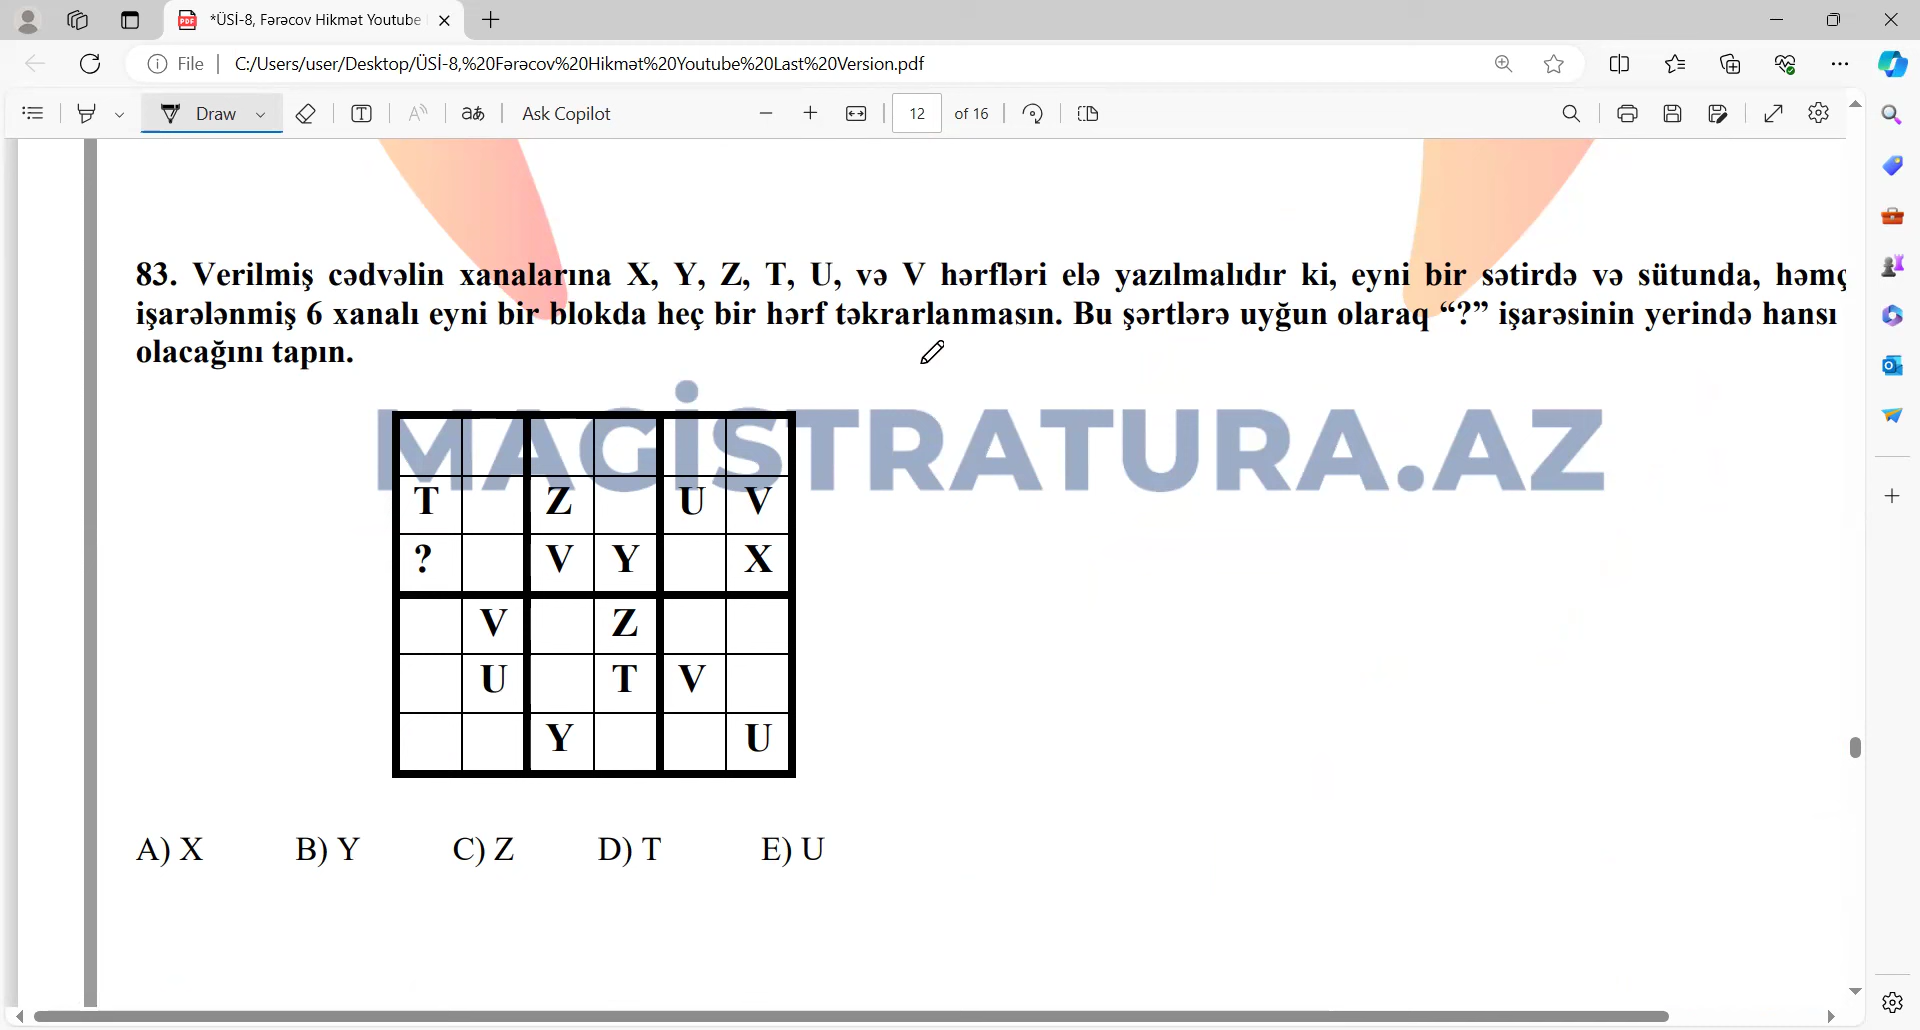 *ÜSİ-8, Fərəcov Hikmət Youtube
File
C:/Users/user/Desktop/ÜSİ-8,%20Fərəcov%20Hikmət%20Youtube%20Last%20Version.pdf
Draw
aあ
Ask Copilot
12 of 16
83. Verilmiş cədvəlin xanalarına X, Y, Z, T, U, və V hərfləri elə yazılmalıdır ki, eyni bir sətirdə və sütunda, həmç
işarələnmiş 6 xanalı eyni bir blokda heç bir hərf təkrarlanmasın. Bu şərtlərə uyğun olaraq “?” işarəsinin yerində hansı
olacağını tapın.
MAGİSTRATURA.AZ
T Z U V
? V Y X
V Z
U T V
Y U
A) X B) Y C) Z D) T E) U